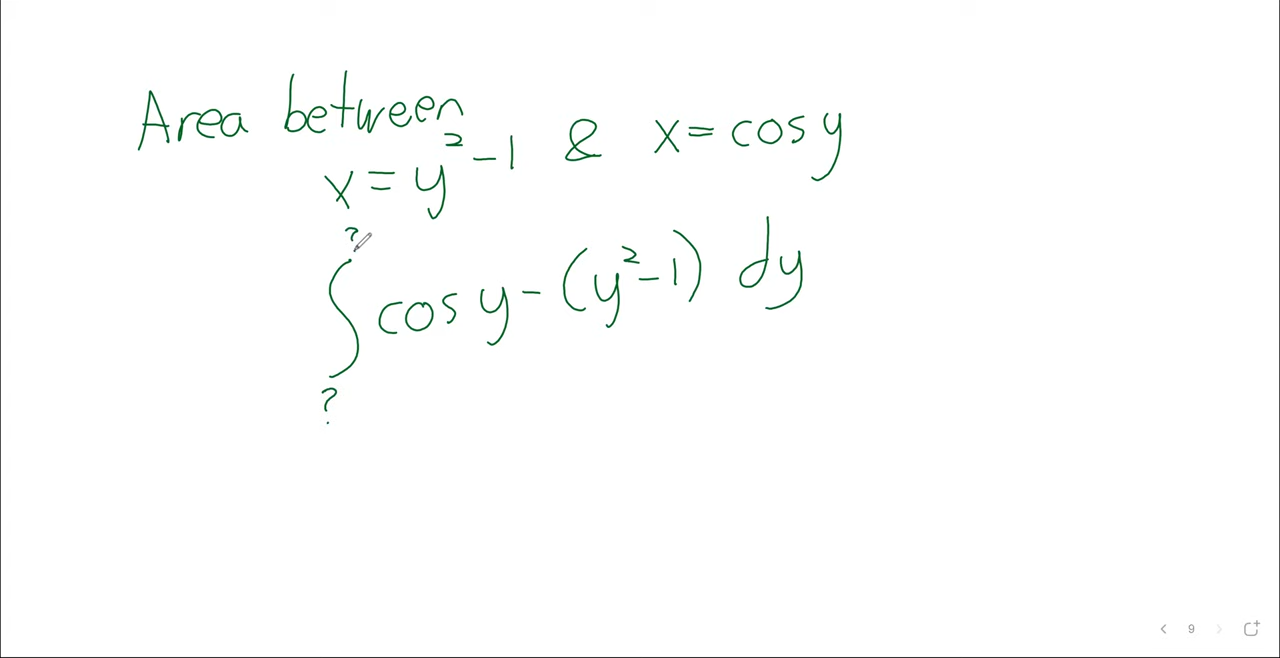 Area between
x = y² - 1 & x = cos y
?
∫ cos y - (y² - 1) dy
?
9